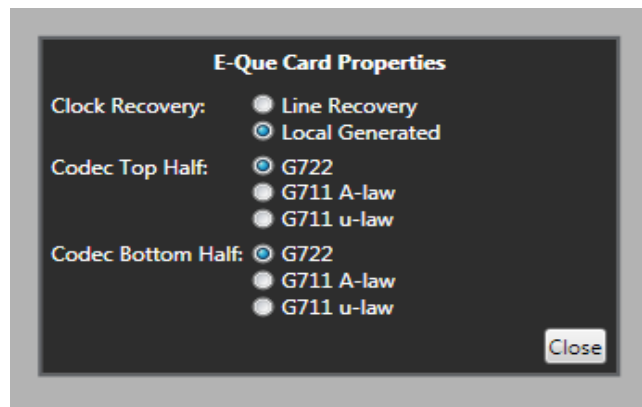 E-Que Card Properties
Clock Recovery: Line Recovery
Local Generated
Codec Top Half: G722
G711 A-law
G711 u-law
Codec Bottom Half: G722
G711 A-law
G711 u-law
Close